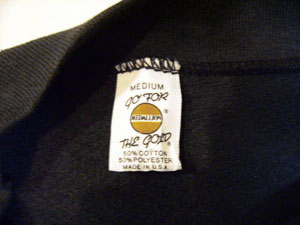 MEDIUM
GO FOR
MEDALLION
®
THE GOLD ®
50% COTTON
50% POLYESTER
MADE IN U.S.A.